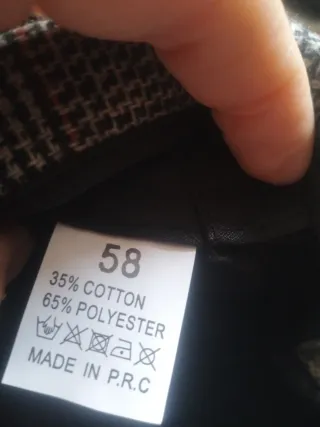 58
35% COTTON
65% POLYESTER
MADE IN P.R.C